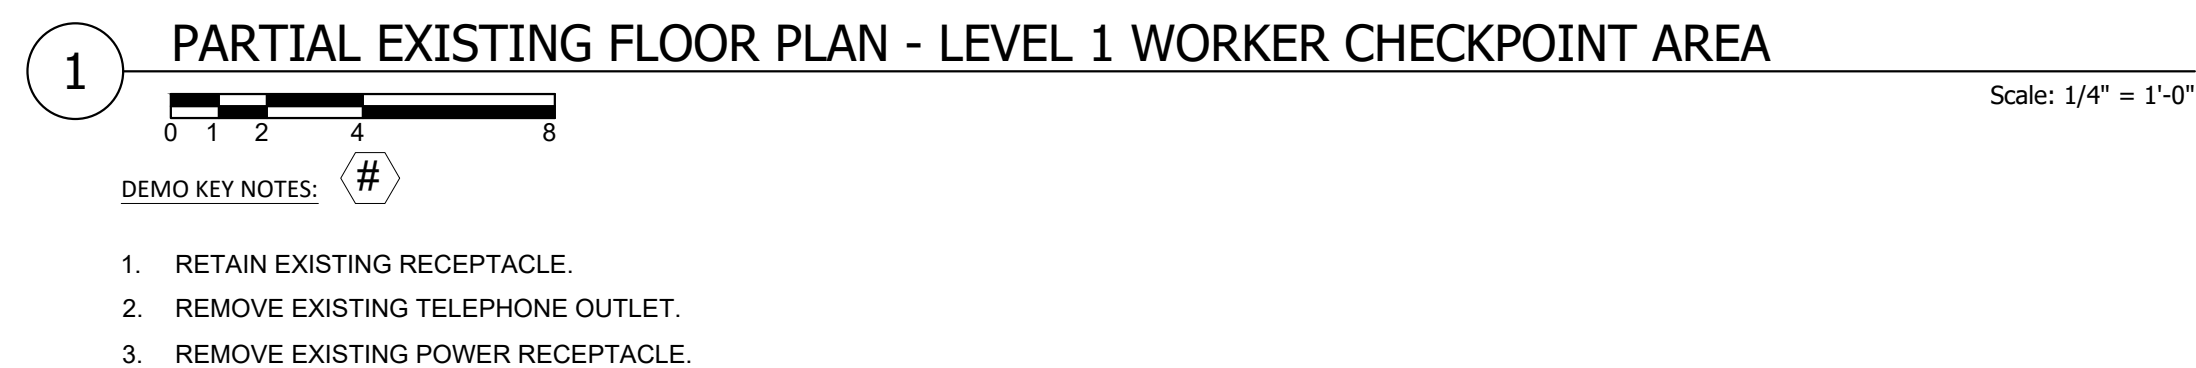 1 PARTIAL EXISTING FLOOR PLAN - LEVEL 1 WORKER CHECKPOINT AREA
Scale: 1/4" = 1'-0"
0 1 2 4 8
DEMO KEY NOTES: #
1. RETAIN EXISTING RECEPTACLE.
2. REMOVE EXISTING TELEPHONE OUTLET.
3. REMOVE EXISTING POWER RECEPTACLE.